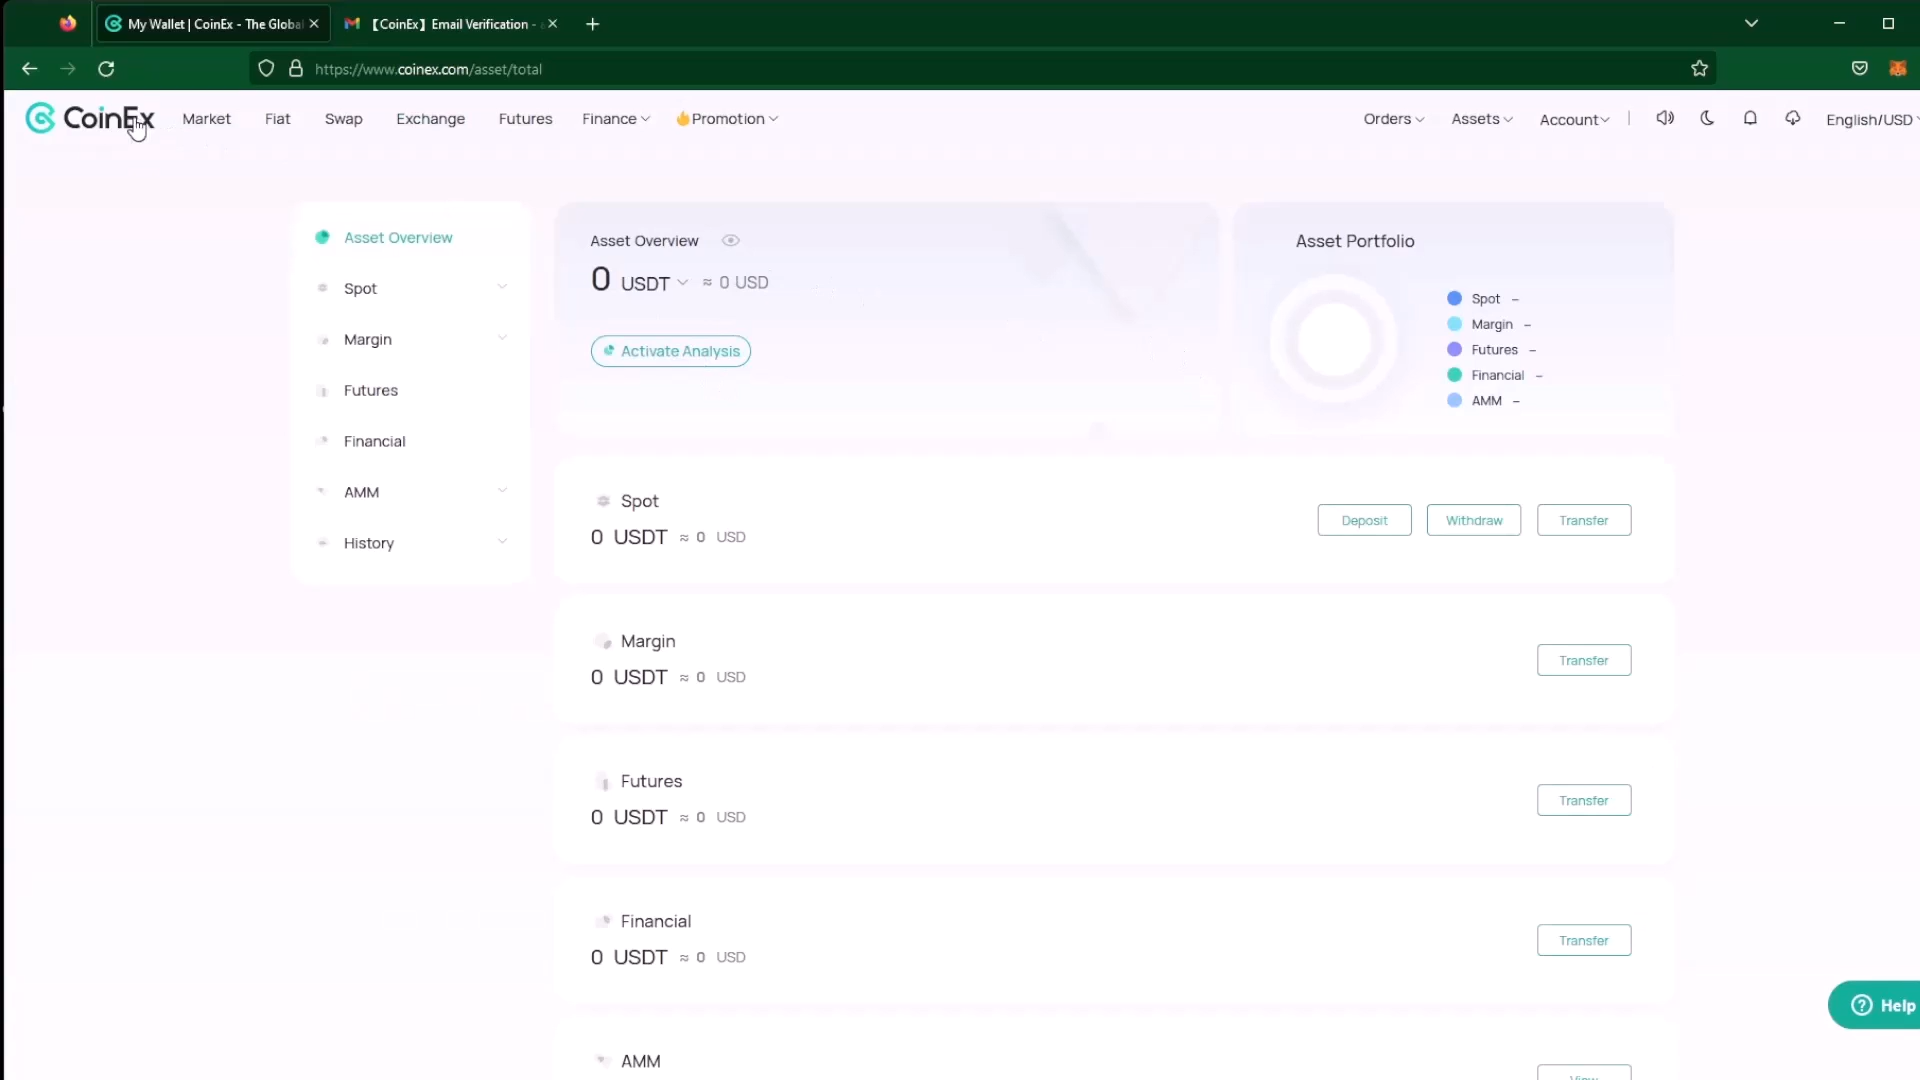 My Wallet | CoinEx - The Global
【CoinEx】Email Verification -
https://www.coinex.com/asset/total
CoinEx
Market
Fiat
Swap
Exchange
Futures
Finance
Promotion
Orders
Assets
Account
English/USD
Asset Overview
Spot
Margin
Futures
Financial
AMM
History
Asset Overview
0 USDT ≈ 0 USD
Activate Analysis
Asset Portfolio
Spot –
Margin –
Futures –
Financial –
AMM –
Spot
0 USDT ≈ 0 USD
Deposit
Withdraw
Transfer
Margin
0 USDT ≈ 0 USD
Transfer
Futures
0 USDT ≈ 0 USD
Transfer
Financial
0 USDT ≈ 0 USD
Transfer
AMM
View
Help